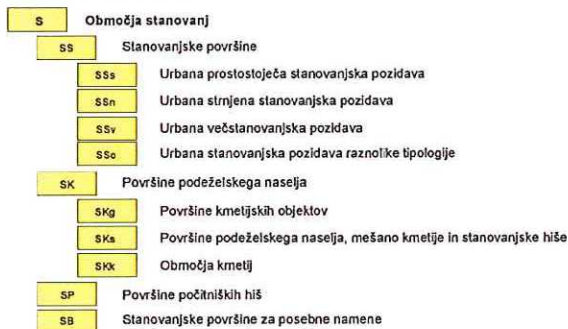 S Območja stanovanj
SS Stanovanjske površine
SSs Urbana prostostoječa stanovanjska pozidava
SSn Urbana strnjena stanovanjska pozidava
SSv Urbana večstanovanjska pozidava
SSo Urbana stanovanjska pozidava raznolike tipologije
SK Površine podeželskega naselja
SKg Površine kmetijskih objektov
SKs Površine podeželskega naselja, mešano kmetije in stanovanjske hiše
SKk Območja kmetij
SP Površine počitniških hiš
SB Stanovanjske površine za posebne namene